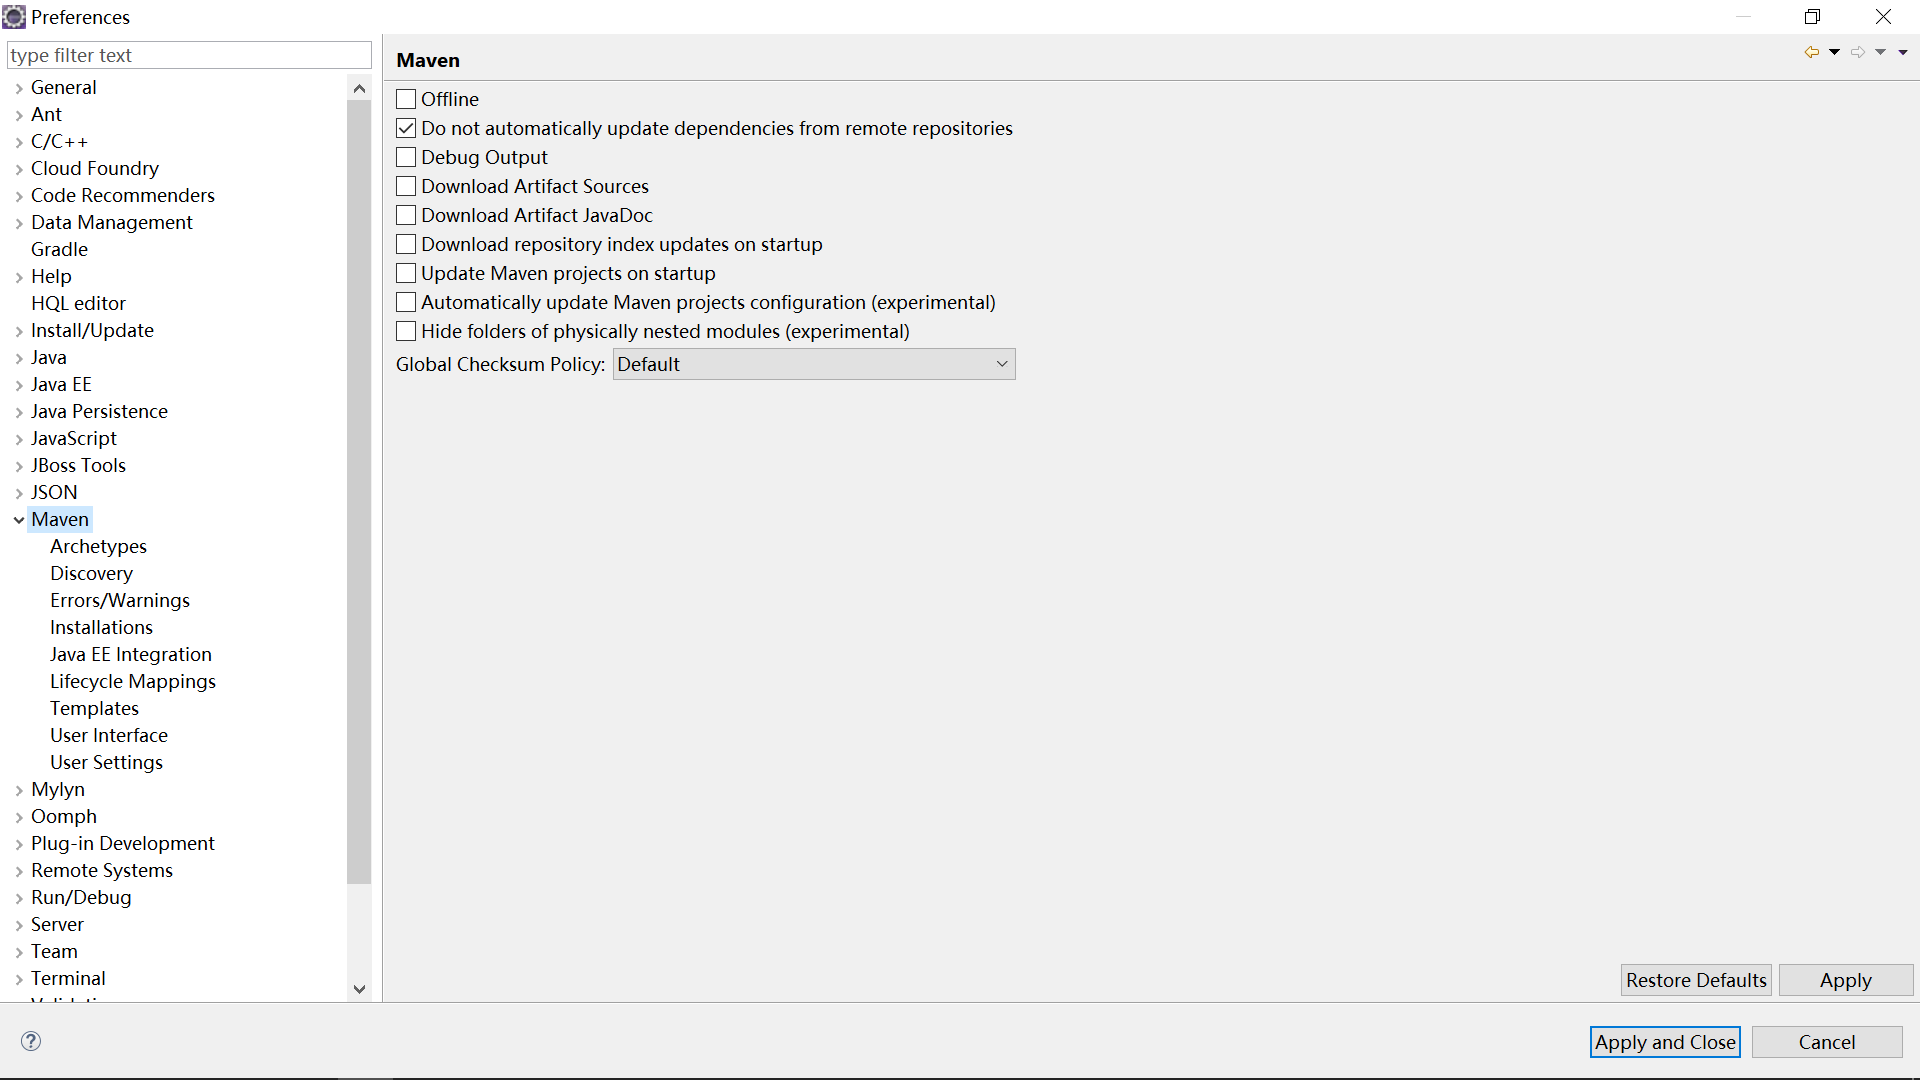 Preferences
type filter text
General
Ant
C/C++
Cloud Foundry
Code Recommenders
Data Management
Gradle
Help
HQL editor
Install/Update
Java
Java EE
Java Persistence
JavaScript
JBoss Tools
JSON
Maven
Archetypes
Discovery
Errors/Warnings
Installations
Java EE Integration
Lifecycle Mappings
Templates
User Interface
User Settings
Mylyn
Oomph
Plug-in Development
Remote Systems
Run/Debug
Server
Team
Terminal
Maven
Offline
Do not automatically update dependencies from remote repositories
Debug Output
Download Artifact Sources
Download Artifact JavaDoc
Download repository index updates on startup
Update Maven projects on startup
Automatically update Maven projects configuration (experimental)
Hide folders of physically nested modules (experimental)
Global Checksum Policy: Default
Restore Defaults Apply
Apply and Close Cancel